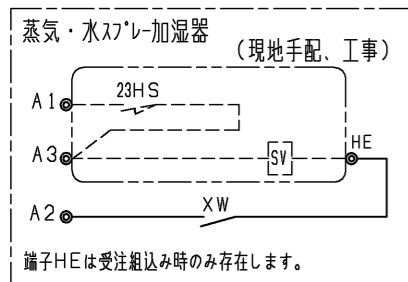 蒸気・水スプレー加湿器
(現地手配、工事)
23HS
A1
A3
SV
HE
A2
XW
端子HEは受注組込み時のみ存在します。